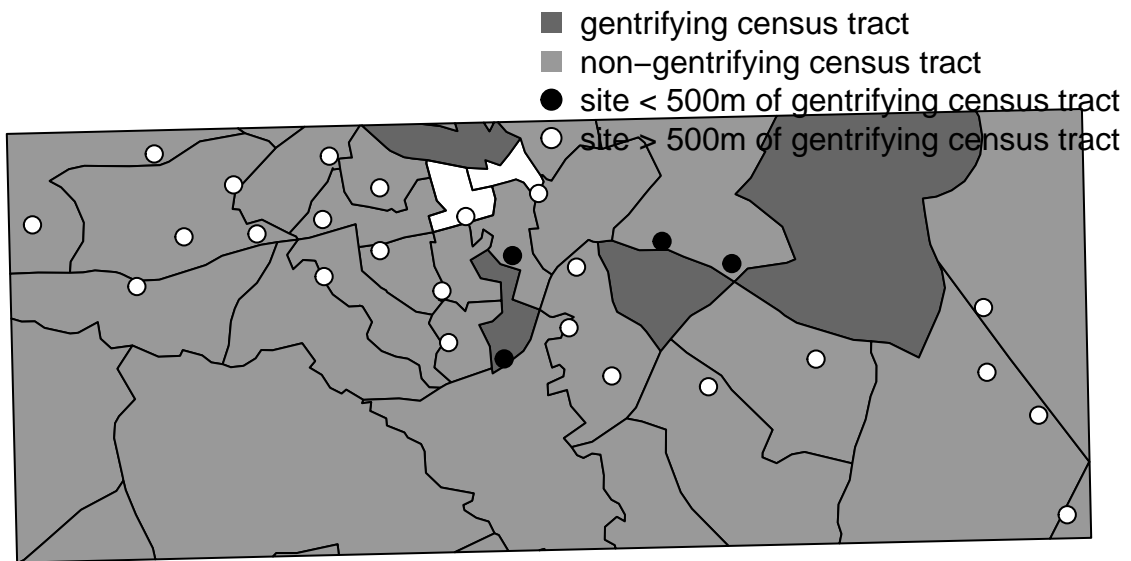 gentrifying census tract
non−gentrifying census tract
site < 500m of gentrifying census tract
site > 500m of gentrifying census tract